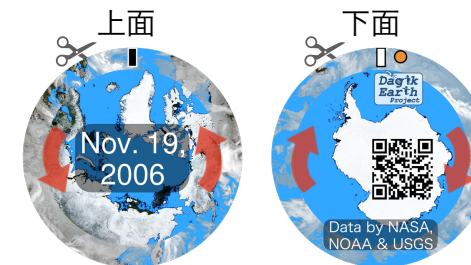 上面
下面
Nov. 19,
2006
Dagik
Earth
Project
Data by NASA,
NOAA & USGS